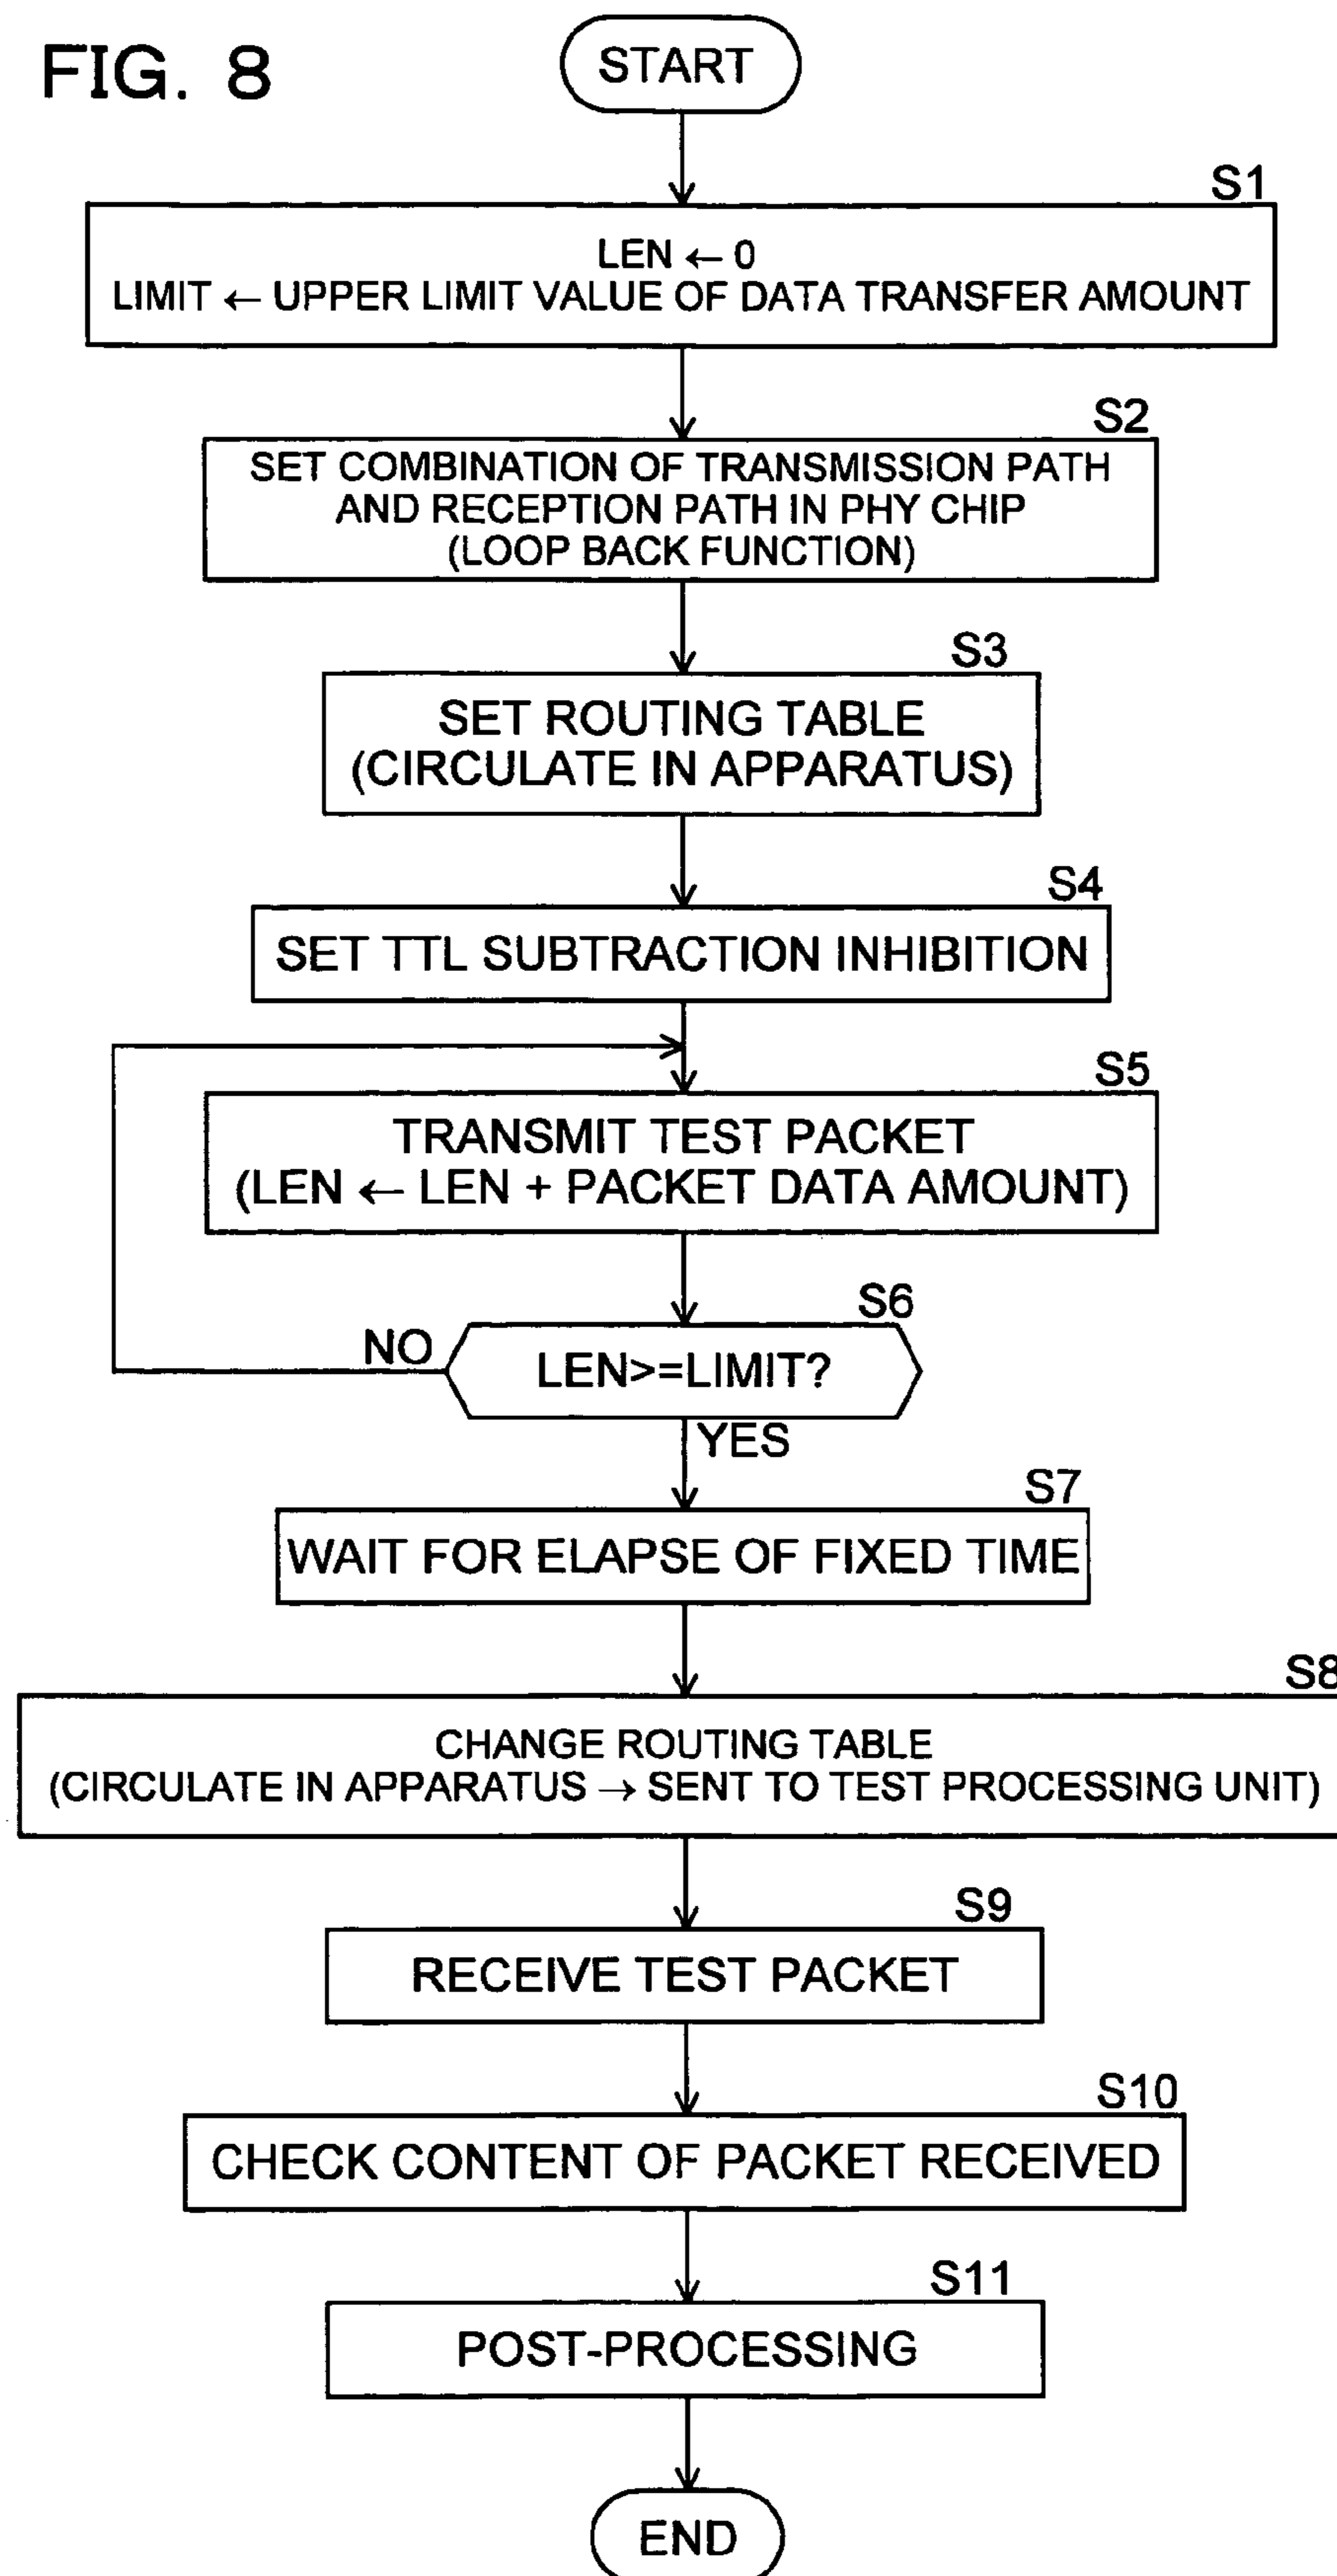 FIG. 8
START
S1
LEN ← 0
LIMIT ← UPPER LIMIT VALUE OF DATA TRANSFER AMOUNT
S2
SET COMBINATION OF TRANSMISSION PATH
AND RECEPTION PATH IN PHY CHIP
(LOOP BACK FUNCTION)
S3
SET ROUTING TABLE
(CIRCULATE IN APPARATUS)
S4
SET TTL SUBTRACTION INHIBITION
S5
TRANSMIT TEST PACKET
(LEN ← LEN + PACKET DATA AMOUNT)
S6
NO
LEN>=LIMIT?
YES
S7
WAIT FOR ELAPSE OF FIXED TIME
S8
CHANGE ROUTING TABLE
(CIRCULATE IN APPARATUS → SENT TO TEST PROCESSING UNIT)
S9
RECEIVE TEST PACKET
S10
CHECK CONTENT OF PACKET RECEIVED
S11
POST-PROCESSING
END